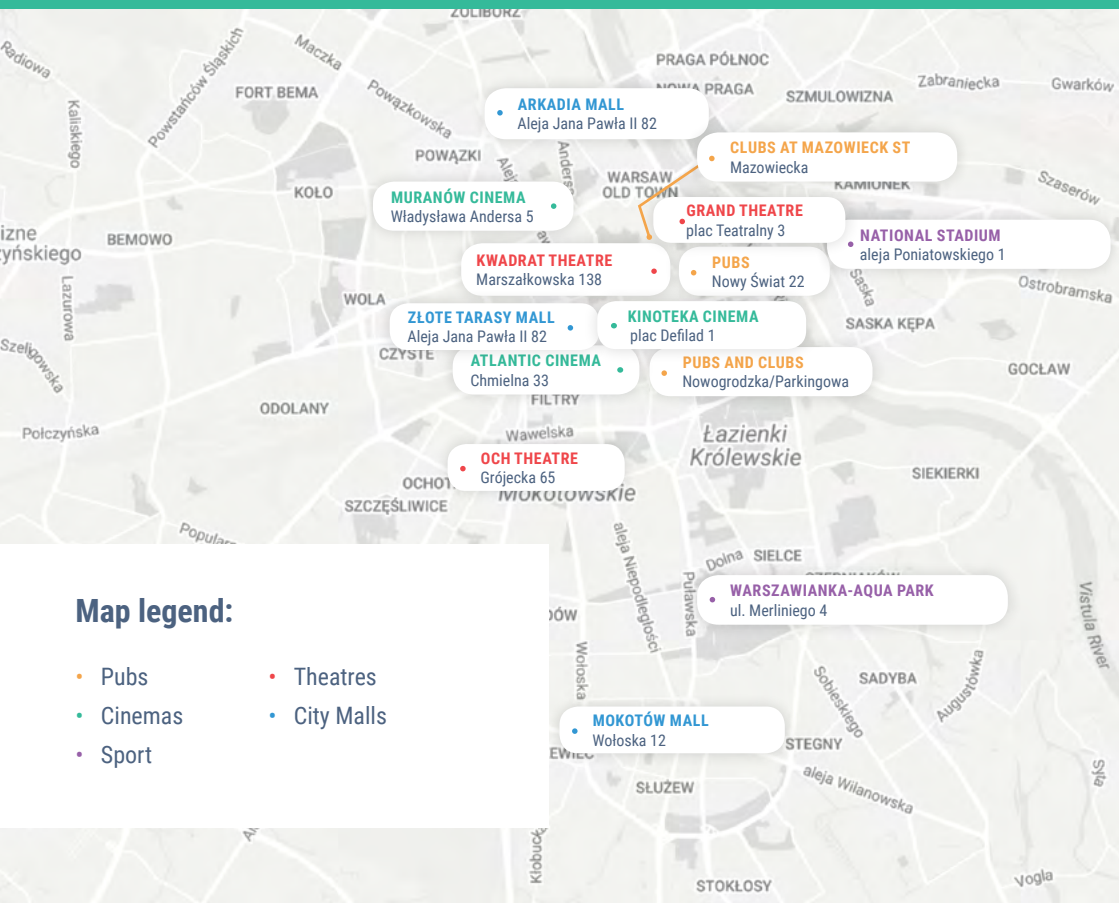 ŻOLIBORZ
Radiowa
Maczka
Powstańców Śląskich
PRAGA PÓŁNOC
NOWA PRAGA
Zabraniecka
Gwarków
FORT BEMA
Powązkowska
SZMULOWIZNA
Kaliskiego
ARKADIA MALL
Aleja Jana Pawła II 82
CLUBS AT MAZOWIECK ST
Mazowiecka
POWĄZKI
WARSAW
OLD TOWN
KAMIONEK
Szaserów
KOŁO
MURANÓW CINEMA
Władysława Andersa 5
GRAND THEATRE
plac Teatralny 3
NATIONAL STADIUM
aleja Poniatowskiego 1
BEMOWO
KWADRAT THEATRE
Marszałkowska 138
PUBS
Nowy Świat 22
Saska
Ostrobramska
Lazurowa
WOLA
ZŁOTE TARASY MALL
Aleja Jana Pawła II 82
KINOTEKA CINEMA
plac Defilad 1
SASKA KĘPA
Szeligowska
CZYSTE
ATLANTIC CINEMA
Chmielna 33
PUBS AND CLUBS
Nowogrodzka/Parkingowa
GOCŁAW
FILTRY
ODOLANY
Połczyńska
Wawelska
Łazienki
Królewskie
OCH THEATRE
Grójecka 65
SIEKIERKI
Mokotowskie
SZCZĘŚLIWICE
aleja Niepodległości
Dolna
SIELCE
Puławska
WARSZAWIANKA-AQUA PARK
ul. Merliniego 4
Vistula River
Map legend:
Pubs
Theatres
Cinemas
City Malls
Sport
Wołoska
Sobieskiego
SADYBA
Augustówka
MOKOTÓW MALL
Wołoska 12
STEGNY
SŁUŻEW
aleja Wilanowska
Syta
STOKŁOSY
Vogla